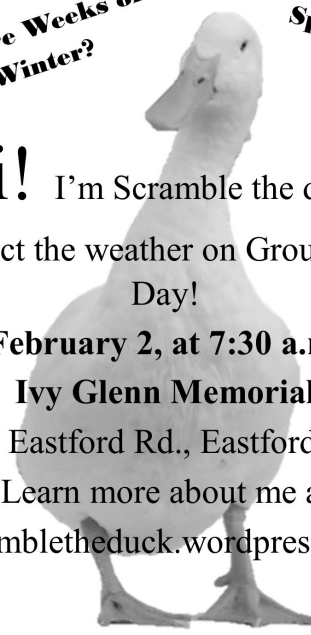 re Weeks o
Winter?
Sp
i! I'm Scramble the d
ct the weather on Grou
Day!
February 2, at 7:30 a.
Ivy Glenn Memorial
Eastford Rd., Eastford
Learn more about me a
mbletheduck.wordpres